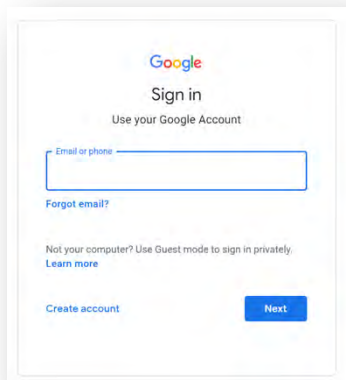 Google
Sign in
Use your Google Account
Email or phone
Forgot email?
Not your computer? Use Guest mode to sign in privately.
Learn more
Create account
Next